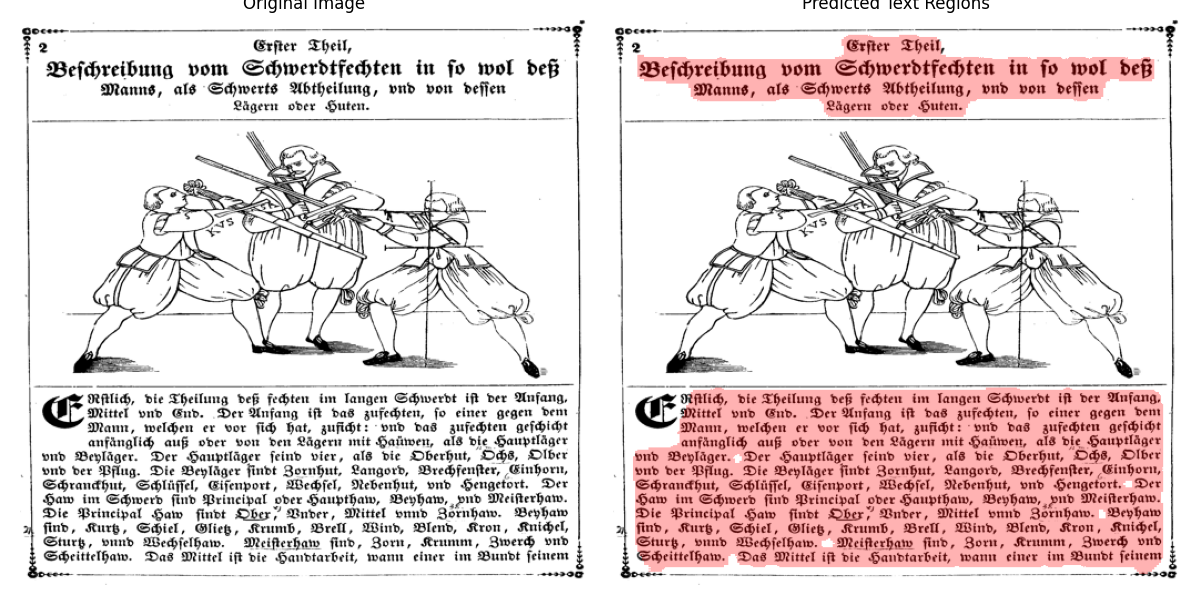 Original Image
2
Erster Theil,
Beschreibung vom Schwerdtfechten in so wol deß
Manns, als Schwerts Abtheilung, vnd von dessen
Lägern oder Huten.
ERstlich, die Theilung deß fechten im langen Schwerdt ist der Anfang,
Mittel vnd End. Der Anfang ist das zufechten, so einer gegen dem
Mann, welchen er vor sich hat, zuficht: vnd das zufechten geschicht
anfänglich auß oder von den Lägern mit Haüwen, als die Hauptläger
vnd Beyläger. Der Hauptläger seind vier, als die Oberhut, Ochs, Olber
vnd der Pflug. Die Beyläger sindt Zornhut, Langord, Brechfenster, Einhorn,
Schranckhut, Schlüssel, Eisenport, Wechsel, Nebenhut, vnd Hengetort. Der
Haw im Schwerd sind Principal oder Haupthaw, Beyhaw, vnd Meisterhaw.
Die Principal Haw sindt Ober, Vnder, Mittel vnnd Zornhaw. Beyhaw
sind, Kurtz, Schiel, Glietz, Krumb, Brell, Wind, Blend, Kron, Knichel,
Sturtz, vnnd Wechselhaw. Meisterhaw sind, Zorn, Krumm, Zwerch vnd
Scheittelhaw. Das Mittel ist die Handtarbeit, wann einer im Bundt seinem
Predicted Text Regions
2
Erster Theil,
Beschreibung vom Schwerdtfechten in so wol deß
Manns, als Schwerts Abtheilung, vnd von dessen
Lägern oder Huten.
ERstlich, die Theilung deß fechten im langen Schwerdt ist der Anfang,
Mittel vnd End. Der Anfang ist das zufechten, so einer gegen dem
Mann, welchen er vor sich hat, zuficht: vnd das zufechten geschicht
anfänglich auß oder von den Lägern mit Haüwen, als die Hauptläger
vnd Beyläger. Der Hauptläger seind vier, als die Oberhut, Ochs, Olber
vnd der Pflug. Die Beyläger sindt Zornhut, Langord, Brechfenster, Einhorn,
Schranckhut, Schlüssel, Eisenport, Wechsel, Nebenhut, vnd Hengetort. Der
Haw im Schwerd sind Principal oder Haupthaw, Beyhaw, vnd Meisterhaw.
Die Principal Haw sindt Ober, Vnder, Mittel vnnd Zornhaw. Beyhaw
sind, Kurtz, Schiel, Glietz, Krumb, Brell, Wind, Blend, Kron, Knichel,
Sturtz, vnnd Wechselhaw. Meisterhaw sind, Zorn, Krumm, Zwerch vnd
Scheittelhaw. Das Mittel ist die Handtarbeit, wann einer im Bundt seinem